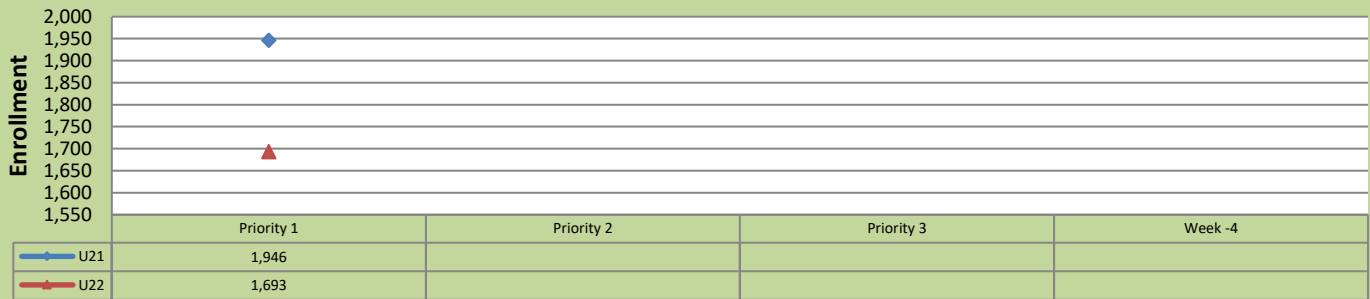 Enrollment
2,000
1,950
1,900
1,850
1,800
1,750
1,700
1,650
1,600
1,550
Priority 1 Priority 2 Priority 3 Week -4
U21 1,946
U22 1,693